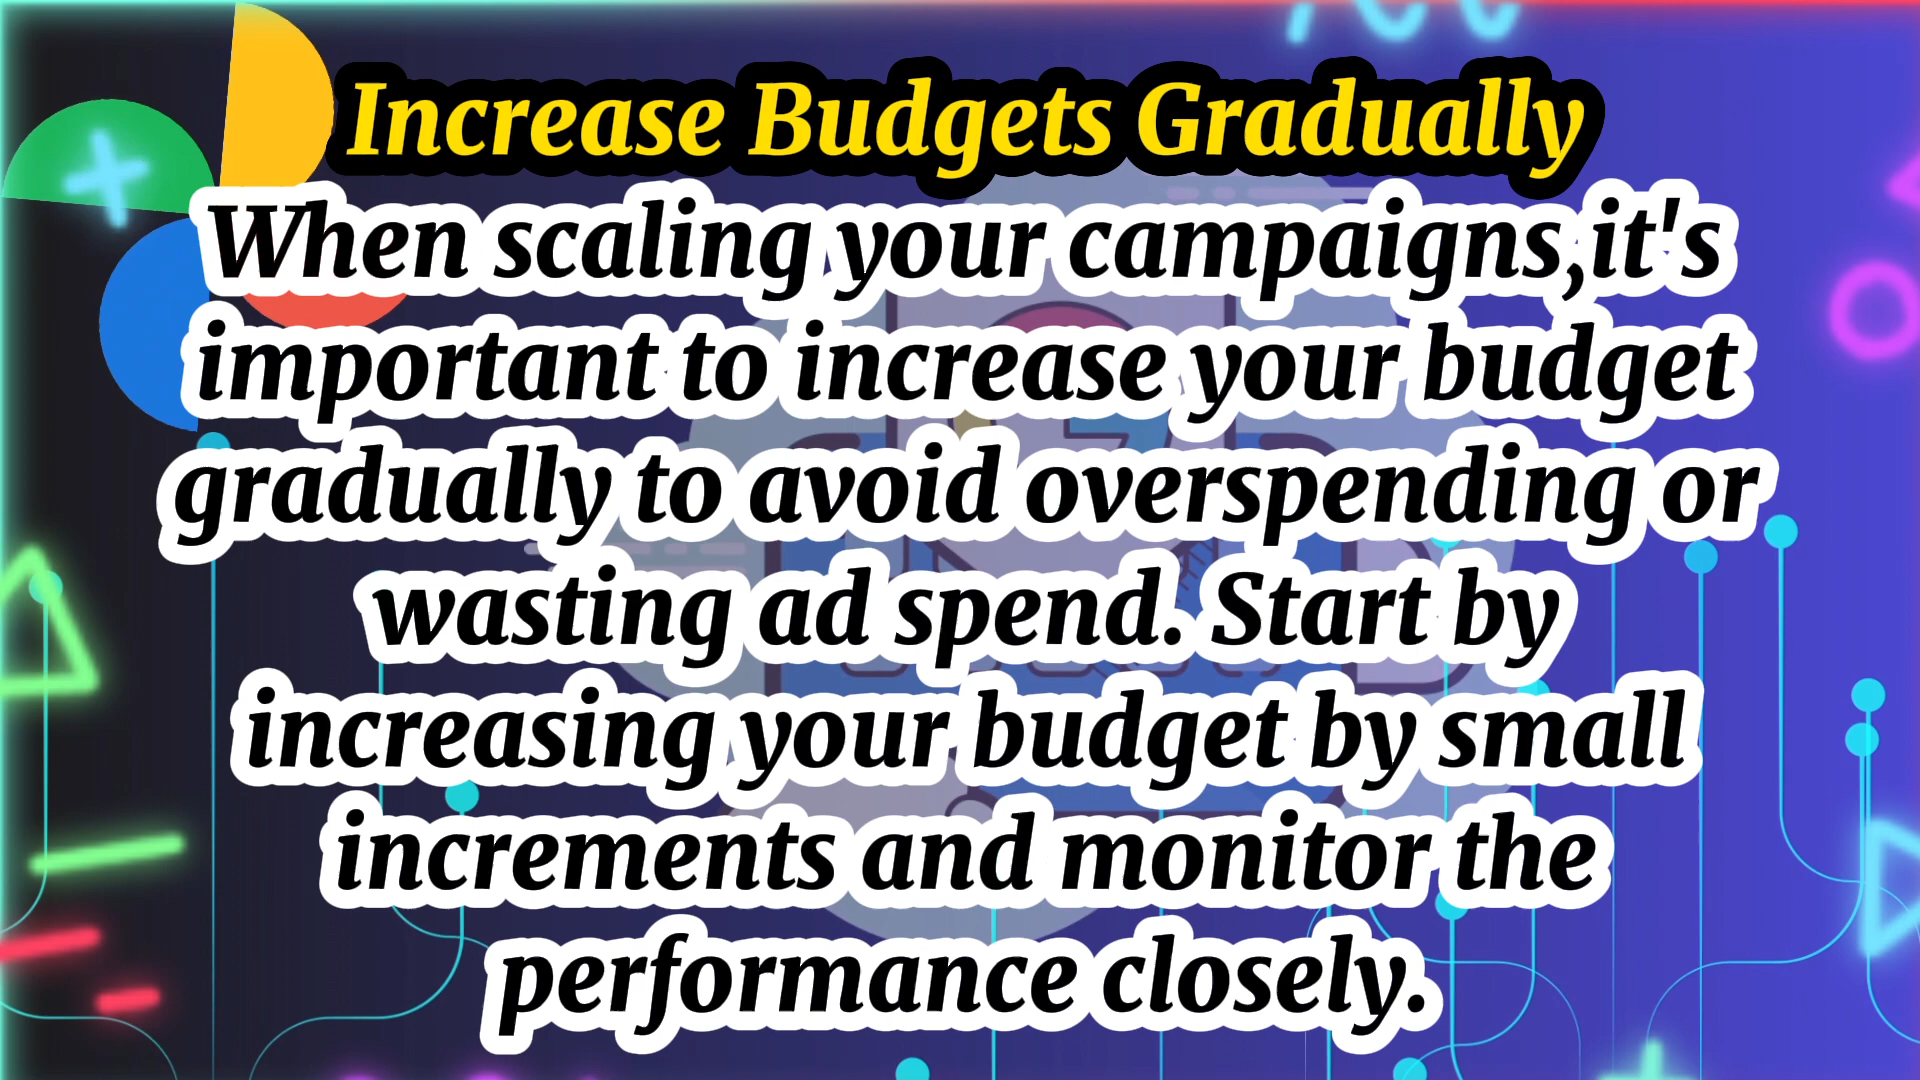 Increase Budgets Gradually
When scaling your campaigns,it's
important to increase your budget
gradually to avoid overspending or
wasting ad spend. Start by
increasing your budget by small
increments and monitor the
performance closely.